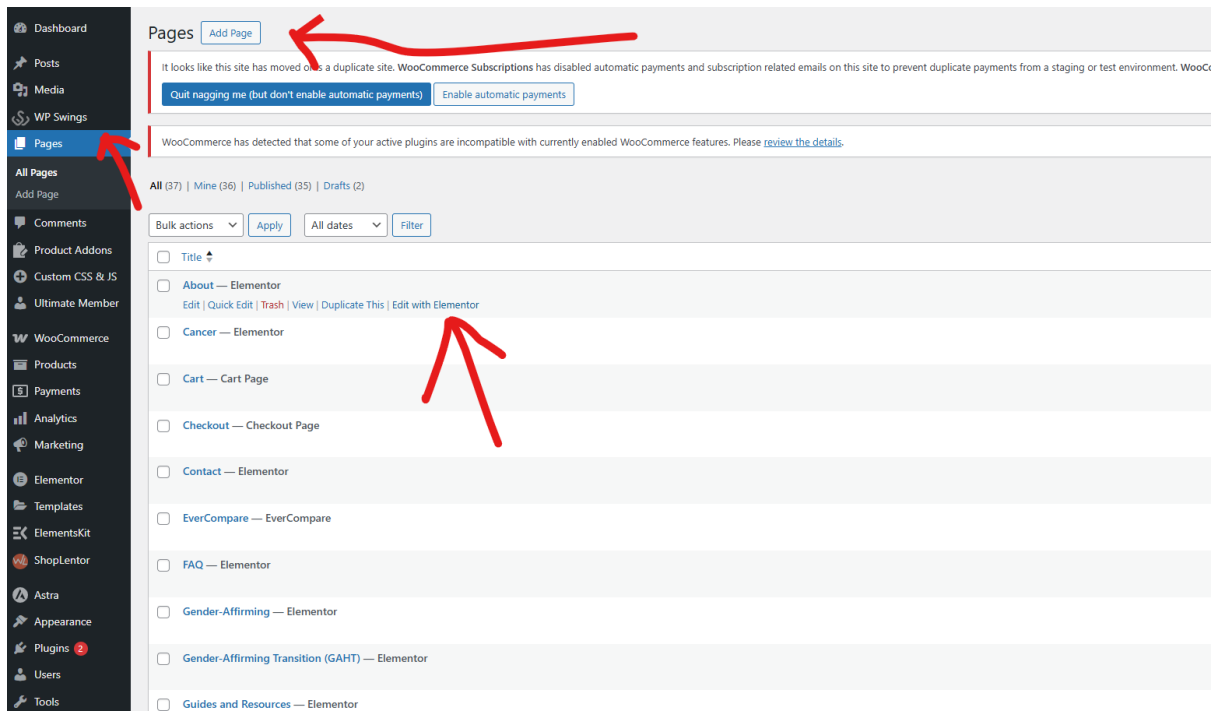 Dashboard
Posts
Media
WP Swings
Pages
All Pages
Add Page
Comments
Product Addons
Custom CSS & JS
Ultimate Member
WooCommerce
Products
Payments
Analytics
Marketing
Elementor
Templates
ElementsKit
ShopLentor
Astra
Appearance
Plugins 2
Users
Tools
Pages Add Page
It looks like this site has moved or is a duplicate site. WooCommerce Subscriptions has disabled automatic payments and subscription related emails on this site to prevent duplicate payments from a staging or test environment. WooC
Quit nagging me (but don't enable automatic payments) Enable automatic payments
WooCommerce has detected that some of your active plugins are incompatible with currently enabled WooCommerce features. Please review the details.
All (37) | Mine (36) | Published (35) | Drafts (2)
Bulk actions Apply All dates Filter
Title
About — Elementor
Edit | Quick Edit | Trash | View | Duplicate This | Edit with Elementor
Cancer — Elementor
Cart — Cart Page
Checkout — Checkout Page
Contact — Elementor
EverCompare — EverCompare
FAQ — Elementor
Gender-Affirming — Elementor
Gender-Affirming Transition (GAHT) — Elementor
Guides and Resources — Elementor